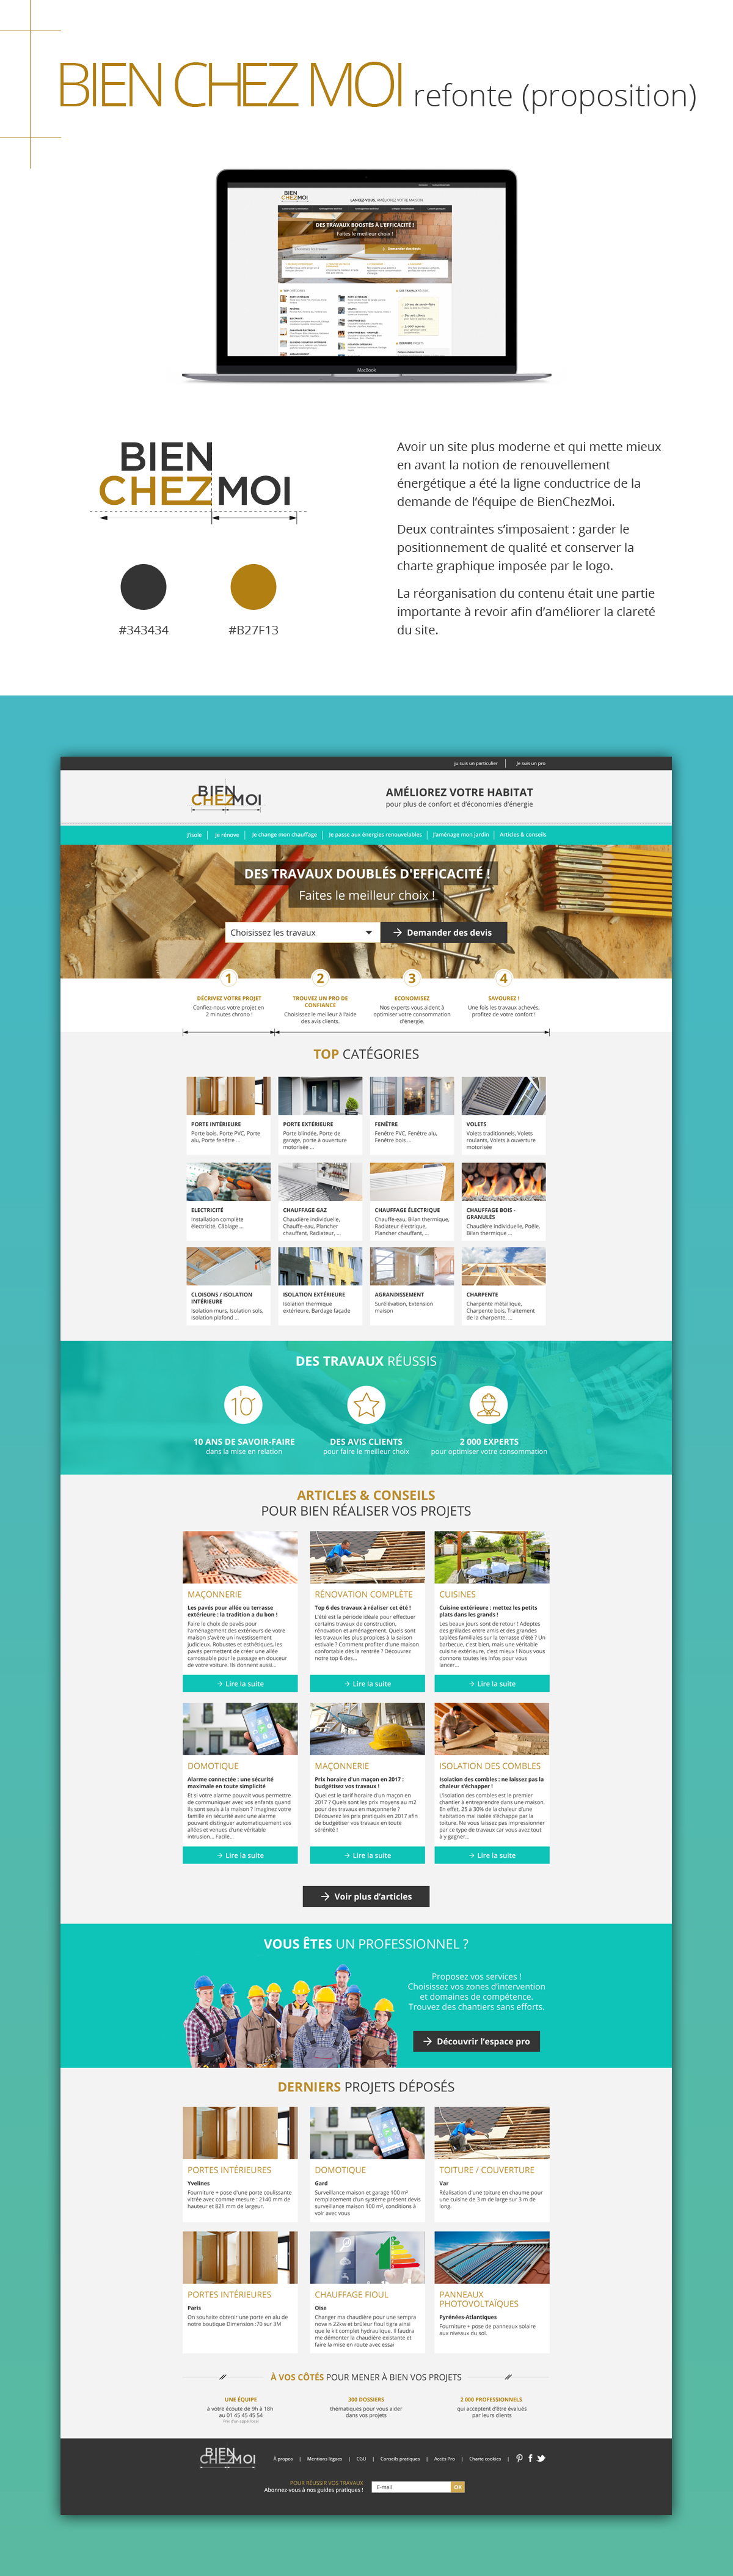 BIEN CHEZ MOI refonte (proposition)
BIEN
CHEZMOI
LANCEZ-VOUS, AMÉLIOREZ VOTRE MAISON
DES TRAVAUX BOOSTÉS À L'EFFICACITÉ !
Faites le meilleur choix !
Demander des devis
MacBook
BIEN
CHEZMOI
#343434
#B27F13
Avoir un site plus moderne et qui mette mieux
en avant la notion de renouvellement
énergétique a été la ligne conductrice de la
demande de l'équipe de BienChezMoi.
Deux contraintes s'imposaient : garder le
positionnement de qualité et conserver la
charte graphique imposée par le logo.
La réorganisation du contenu était une partie
importante à revoir afin d'améliorer la clareté
du site.
Ju suis un particulier | Je suis un pro
BIEN
CHEZMOI
AMÉLIOREZ VOTRE HABITAT
pour plus de confort et d'économies d'énergie
J'isole | Je rénove | Je change mon chauffage | Je passe aux énergies renouvelables | J'aménage mon jardin | Articles & conseils
DES TRAVAUX DOUBLÉS D'EFFICACITÉ !
Faites le meilleur choix !
Choisissez les travaux
Demander des devis
1
2
3
4
DÉCRIVEZ VOTRE PROJET
Confiez-nous votre projet en
2 minutes chrono !
TROUVEZ UN PRO DE
CONFIANCE
Choisissez le meilleur à l'aide
des avis clients.
ECONOMISEZ
Nos experts vous aident à
optimiser votre consommation
d'énergie.
SAVOUREZ !
Une fois les travaux achevés,
profitez de votre confort !
TOP CATÉGORIES
PORTE INTÉRIEURE
Porte bois, Porte PVC, Porte
alu, Porte fenêtre ...
PORTE EXTÉRIEURE
Porte blindée, Porte de
garage, porte à ouverture
motorisée ...
FENÊTRE
Fenêtre PVC, Fenêtre alu,
Fenêtre bois ...
VOLETS
Volets traditionnels, Volets
roulants, Volets à ouverture
motorisée
ELECTRICITÉ
Installation complète
électricité, Câblage ...
CHAUFFAGE GAZ
Chaudière individuelle,
Chauffe-eau, Plancher
chauffant, Radiateur, ...
CHAUFFAGE ÉLECTRIQUE
Chauffe-eau, Bilan thermique,
Radiateur électrique,
Plancher chauffant, ...
CHAUFFAGE BOIS -
GRANULÉS
Chaudière individuelle, Poêle,
Bilan thermique ...
CLOISONS / ISOLATION
INTÉRIEURE
Isolation murs, Isolation sols,
Isolation plafond ...
ISOLATION EXTÉRIEURE
Isolation thermique
extérieure, Bardage façade
AGRANDISSEMENT
Surélévation, Extension
maison
CHARPENTE
Charpente métallique,
Charpente bois, Traitement
de la charpente, ...
DES TRAVAUX RÉUSSIS
10
10 ANS DE SAVOIR-FAIRE
dans la mise en relation
DES AVIS CLIENTS
pour faire le meilleur choix
2 000 EXPERTS
pour optimiser votre consommation
ARTICLES & CONSEILS
POUR BIEN RÉALISER VOS PROJETS
MAÇONNERIE
Les pavés pour allée ou terrasse
extérieure : la tradition a du bon !
Faire le choix de pavés pour
l'aménagement des extérieurs de votre
maison s'avère un investissement
judicieux. Robustes et esthétiques, les
pavés permettent de créer une allée
carrossable pour le passage en douceur
de votre voiture. Ils donnent aussi...
Lire la suite
RÉNOVATION COMPLÈTE
Top 6 des travaux à réaliser cet été !
L'été est la période idéale pour effectuer
certains travaux de construction,
rénovation et aménagement. Quels sont
les travaux les plus propices à la saison
estivale ? Comment profiter d'une maison
confortable dès la rentrée ? Découvrez
notre top 6 des...
Lire la suite
CUISINES
Cuisine extérieure : mettez les petits
plats dans les grands !
Les beaux jours sont de retour ! Adeptes
des grillades entre amis et des grandes
tablées familiales sur la terrasse d'été ? Un
barbecue, c'est bien, mais une véritable
cuisine extérieure, c'est mieux ! Nous vous
donnons toutes les infos pour vous
lancer...
Lire la suite
DOMOTIQUE
Alarme connectée : une sécurité
maximale en toute simplicité
Et si votre alarme pouvait vous permettre
de communiquer avec vos enfants quand
ils sont seuls à la maison ? Imaginez votre
famille en sécurité avec une alarme
pouvant distinguer automatiquement vos
allées et venues d'une véritable
intrusion... Facile...
Lire la suite
MAÇONNERIE
Prix horaire d'un maçon en 2017 :
budgétisez vos travaux !
Quel est le tarif horaire d'un maçon en
2017 ? Quels sont les prix moyens au m2
pour des travaux en maçonnerie ?
Découvrez les prix pratiqués en 2017 afin
de budgétiser vos travaux en toute
sérénité !
Lire la suite
ISOLATION DES COMBLES
Isolation des combles : ne laissez pas la
chaleur s'échapper !
L'isolation des combles est le premier
chantier à entreprendre dans une maison.
En effet, 25 à 30% de la chaleur d'une
habitation mal isolée s'échappe par la
toiture. Ne vous laissez pas impressionner
par ce type de travaux car vous avez tout
à y gagner...
Lire la suite
Voir plus d'articles
VOUS ÊTES UN PROFESSIONNEL ?
Proposez vos services !
Choisissez vos zones d'intervention
et domaines de compétence.
Trouvez des chantiers sans efforts.
Découvrir l'espace pro
DERNIERS PROJETS DÉPOSÉS
PORTES INTÉRIEURES
Yvelines
Fourniture + pose d'une porte coulissante
vitrée avec comme mesure : 2140 mm de
hauteur et 821 mm de largeur.
DOMOTIQUE
Gard
Surveillance maison et garage 100 m²
remplacement d'un système présent devis
surveillance maison 100 m², conditions à
voir avec vous
TOITURE / COUVERTURE
Var
Réalisation d'une toiture en chaume pour
une cuisine de 3 m de large sur 3 m de
long.
PORTES INTÉRIEURES
Paris
On souhaite obtenir une porte en alu de
notre boutique Dimension :70 sur 3M
CHAUFFAGE FIOUL
Oise
Changer ma chaudière pour une sempra
nova n 22kw et brûleur fioul tigra ainsi
que le kit complet hydraulique. Il faudra
me démonter la chaudière existante et
faire la mise en route avec essai
PANNEAUX
PHOTOVOLTAÏQUES
Pyrénées-Atlantiques
Fourniture + pose de panneaux solaire
aux niveaux du sol.
À VOS CÔTÉS POUR MENER À BIEN VOS PROJETS
UNE ÉQUIPE
à votre écoute de 9h à 18h
au 01 45 45 45 54
Prix d'un appel local
300 DOSSIERS
thématiques pour vous aider
dans vos projets
2 000 PROFESSIONNELS
qui acceptent d'être évalués
par leurs clients
BIEN
CHEZMOI
À propos | Mentions légaes | CGU | Conseils pratiques | Accès Pro | Charte cookies |
POUR RÉUSSIR VOS TRAVAUX
Abonnez-vous à nos guides pratiques !
E-mail
OK